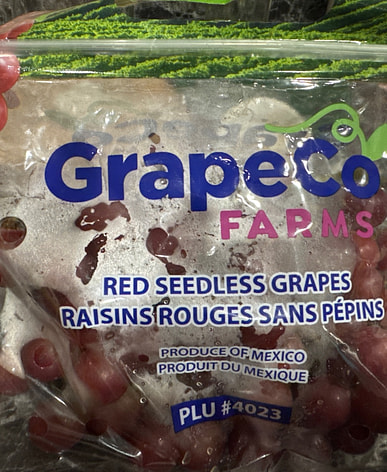 GrapeCo
FARMS
RED SEEDLESS GRAPES
RAISINS ROUGES SANS PÉPINS
PRODUCE OF MEXICO
PRODUIT DU MEXIQUE
PLU #4023